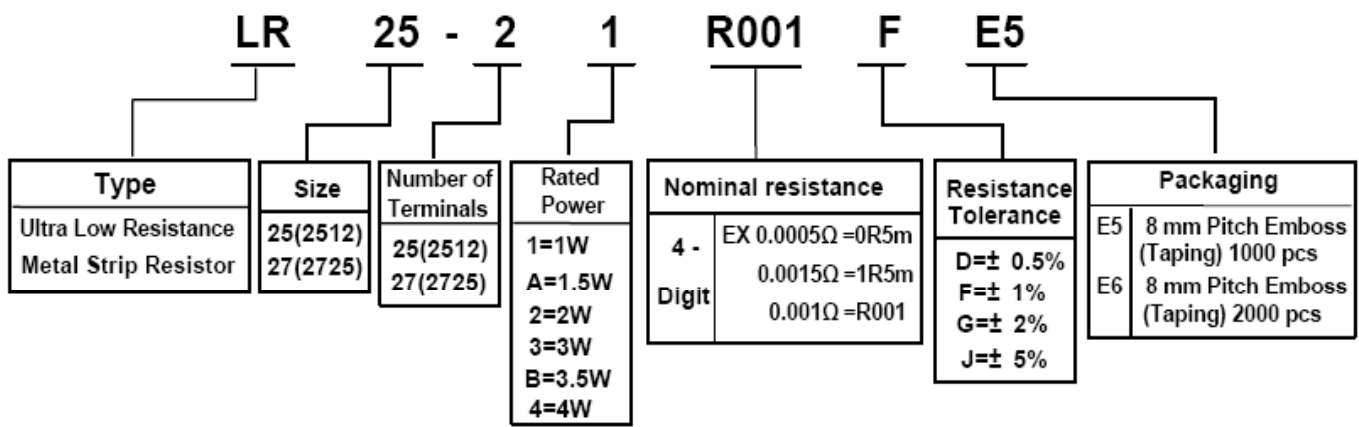 LR 25 - 2 1 R001 F E5
Type
Ultra Low Resistance
Metal Strip Resistor
Size
25(2512)
27(2725)
Number of
Terminals
25(2512)
27(2725)
Rated
Power
1=1W
A=1.5W
2=2W
3=3W
B=3.5W
4=4W
Nominal resistance
4 -
Digit
EX 0.0005Ω =0R5m
0.0015Ω =1R5m
0.001Ω =R001
Resistance
Tolerance
D=± 0.5%
F=± 1%
G=± 2%
J=± 5%
Packaging
E5 8 mm Pitch Emboss
(Taping) 1000 pcs
E6 8 mm Pitch Emboss
(Taping) 2000 pcs